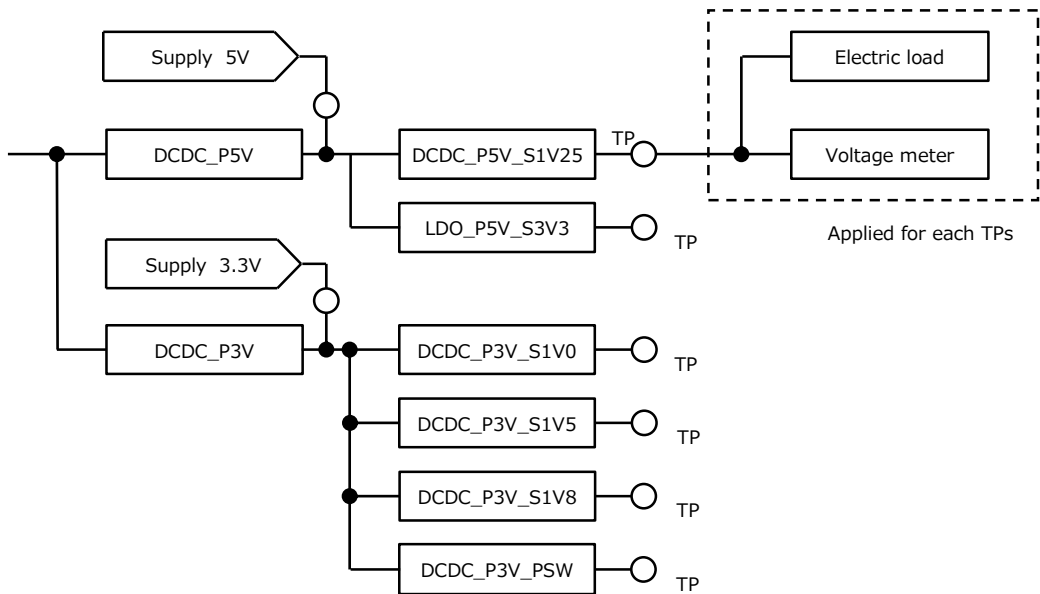 Supply 5V
Electric load
DCDC_P5V
DCDC_P5V_S1V25
TP
Voltage meter
LDO_P5V_S3V3
TP
Applied for each TPs
Supply 3.3V
DCDC_P3V
DCDC_P3V_S1V0
TP
DCDC_P3V_S1V5
TP
DCDC_P3V_S1V8
TP
DCDC_P3V_PSW
TP